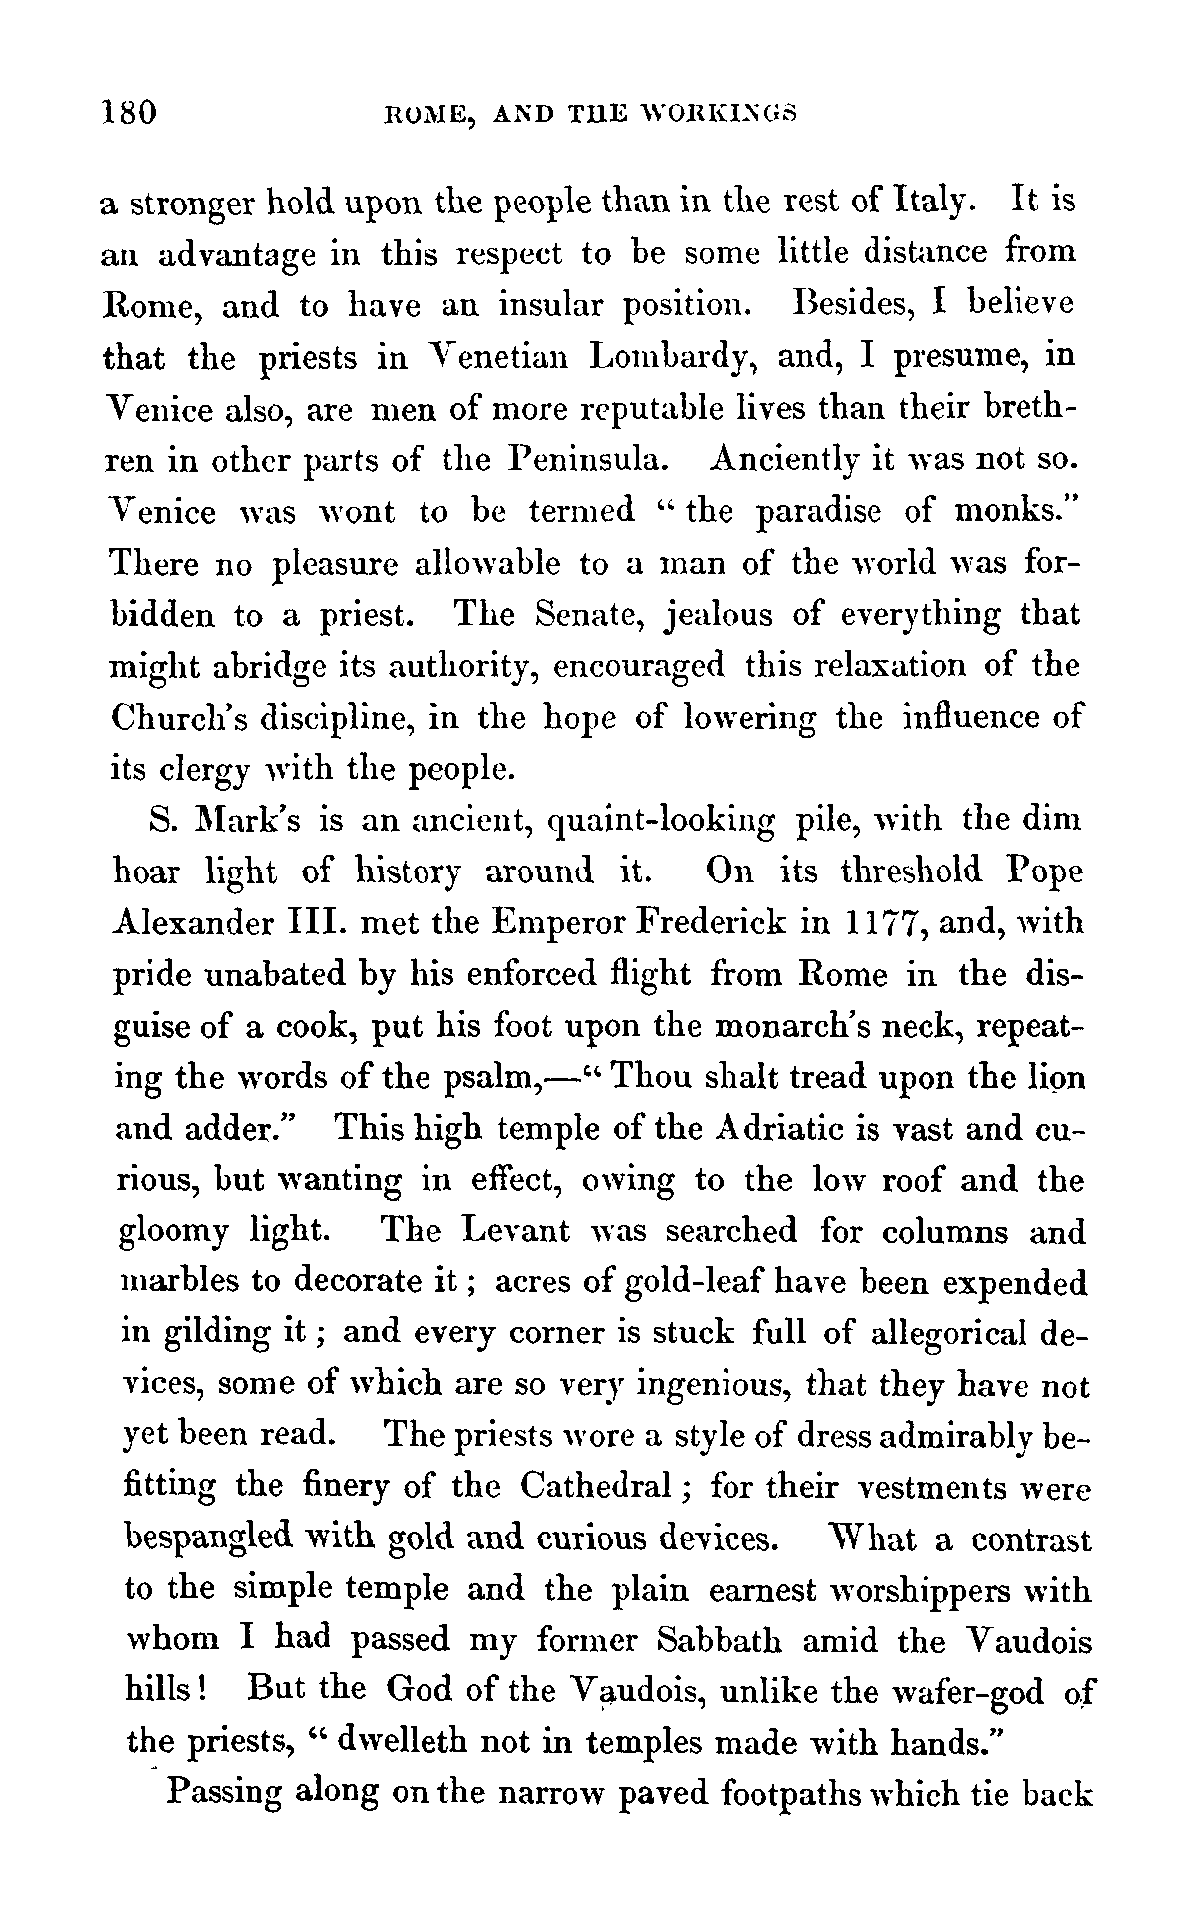 180 ROME, AND THE WORKINGS
a stronger hold upon the people than in the rest of Italy. It is
an advantage in this respect to be some little distance from
Rome, and to have an insular position. Besides, I believe
that the priests in Venetian Lombardy, and, I presume, in
Venice also, are men of more reputable lives than their breth-
ren in other parts of the Peninsula. Anciently it was not so.
Venice was wont to be termed “ the paradise of monks.”
There no pleasure allowable to a man of the world was for-
bidden to a priest. The Senate, jealous of everything that
might abridge its authority, encouraged this relaxation of the
Church’s discipline, in the hope of lowering the influence of
its clergy with the people.
S. Mark’s is an ancient, quaint-looking pile, with the dim
hoar light of history around it. On its threshold Pope
Alexander III. met the Emperor Frederick in 1177, and, with
pride unabated by his enforced flight from Rome in the dis-
guise of a cook, put his foot upon the monarch’s neck, repeat-
ing the words of the psalm,—“ Thou shalt tread upon the lion
and adder.” This high temple of the Adriatic is vast and cu-
rious, but wanting in effect, owing to the low roof and the
gloomy light. The Levant was searched for columns and
marbles to decorate it ; acres of gold-leaf have been expended
in gilding it ; and every corner is stuck full of allegorical de-
vices, some of which are so very ingenious, that they have not
yet been read. The priests wore a style of dress admirably be-
fitting the finery of the Cathedral ; for their vestments were
bespangled with gold and curious devices. What a contrast
to the simple temple and the plain earnest worshippers with
whom I had passed my former Sabbath amid the Vaudois
hills ! But the God of the Vaudois, unlike the wafer-god of
the priests, “ dwelleth not in temples made with hands.”
Passing along on the narrow paved footpaths which tie back